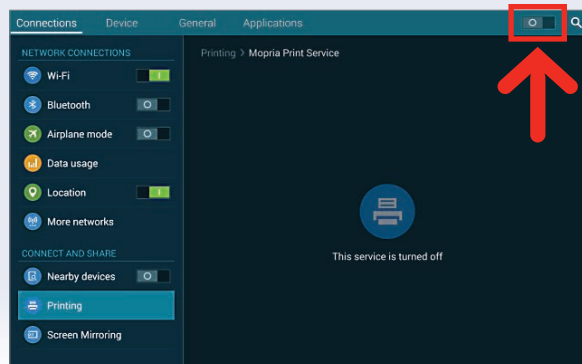 Connections Device General Applications
NETWORK CONNECTIONS
Printing > Mopria Print Service
Wi-Fi
Bluetooth
Airplane mode
Data usage
Location
More networks
This service is turned off
CONNECT AND SHARE
Nearby devices
Printing
Screen Mirroring